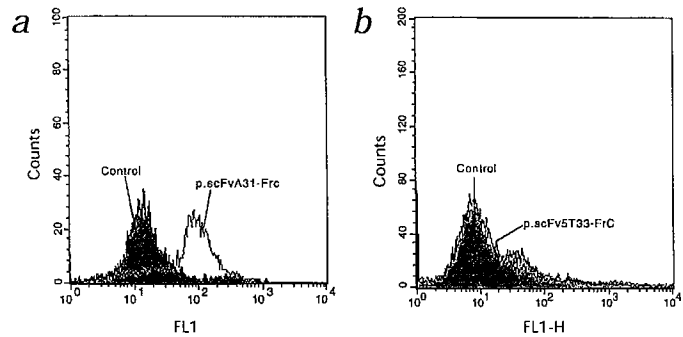 a
100
80
60
40
20
0
Counts
Control
p.scFvA31-Frc
10^0 10^1 10^2 10^3 10^4
FL1
b
200
160
120
80
40
0
Counts
Control
p.scFv5T33-FrC
10^0 10^1 10^2 10^3 10^4
FL1-H